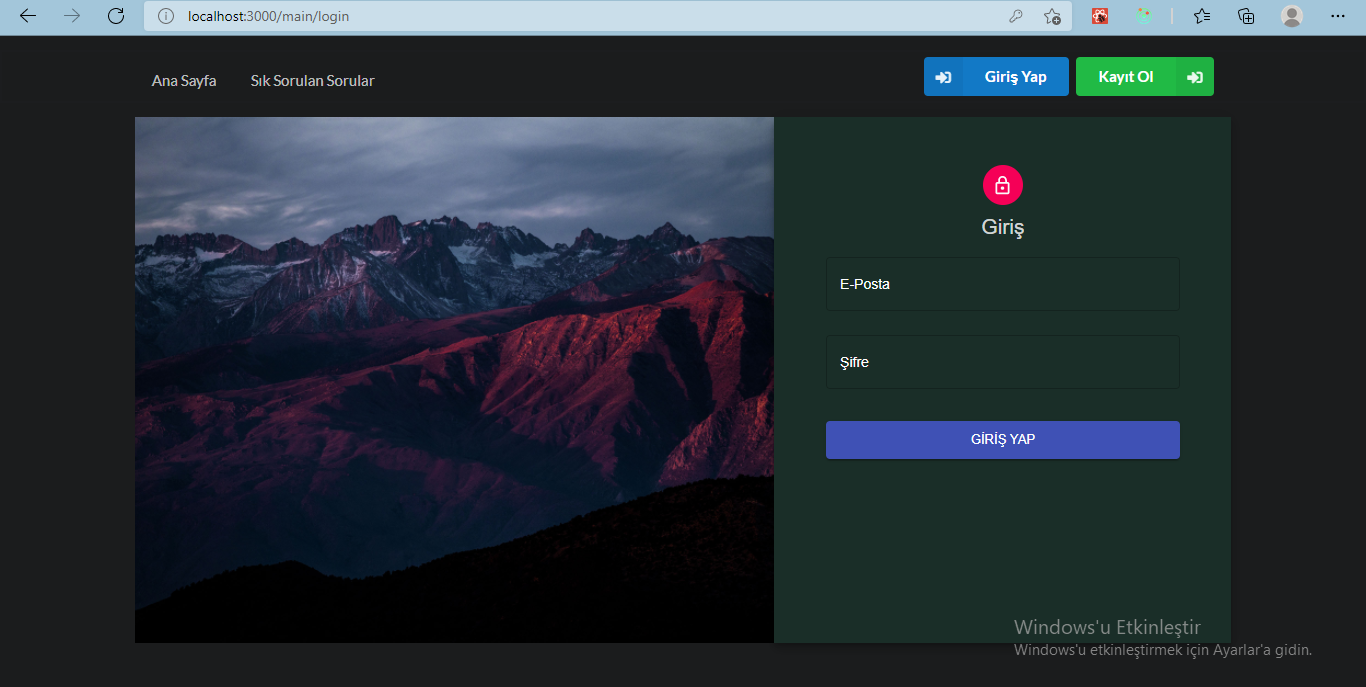 localhost:3000/main/login
Ana Sayfa
Sık Sorulan Sorular
Giriş Yap
Kayıt Ol
Giriş
E-Posta
Şifre
GİRİŞ YAP
Windows'u Etkinleştir
Windows'u etkinleştirmek için Ayarlar'a gidin.